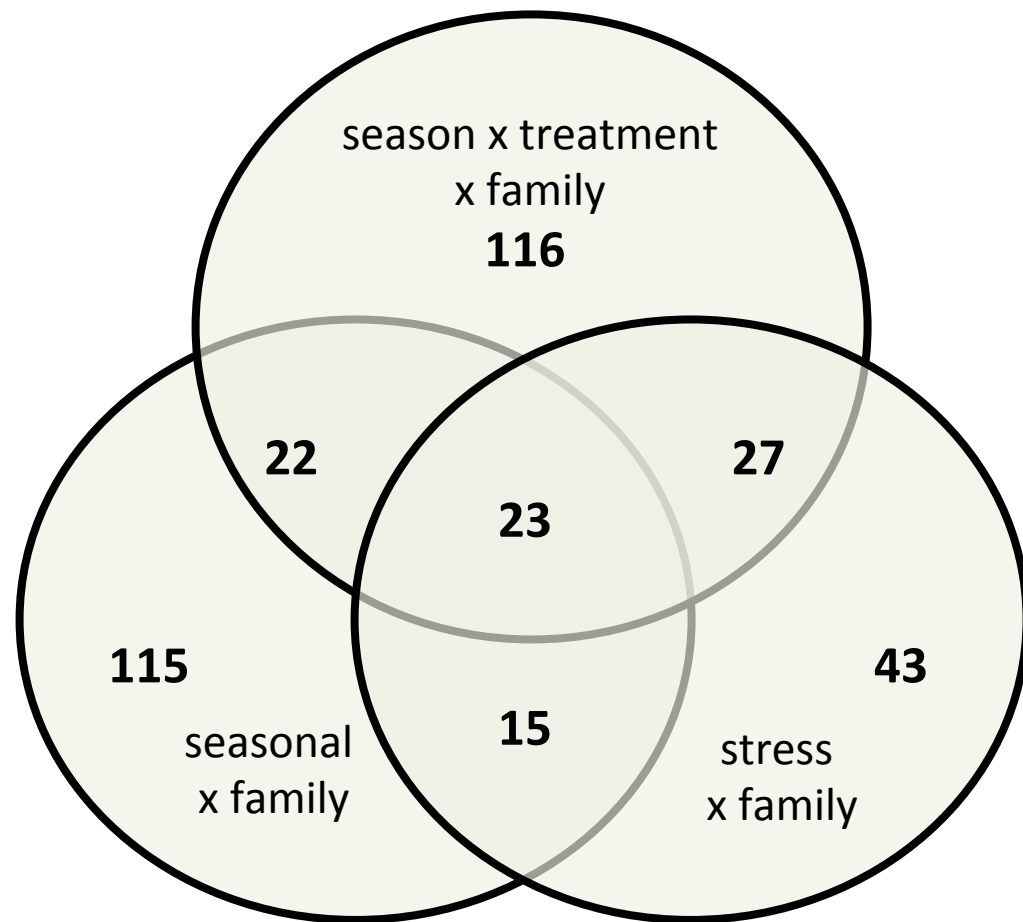 season x treatment
x family
116
22
27
23
115
43
15
seasonal
x family
stress
x family